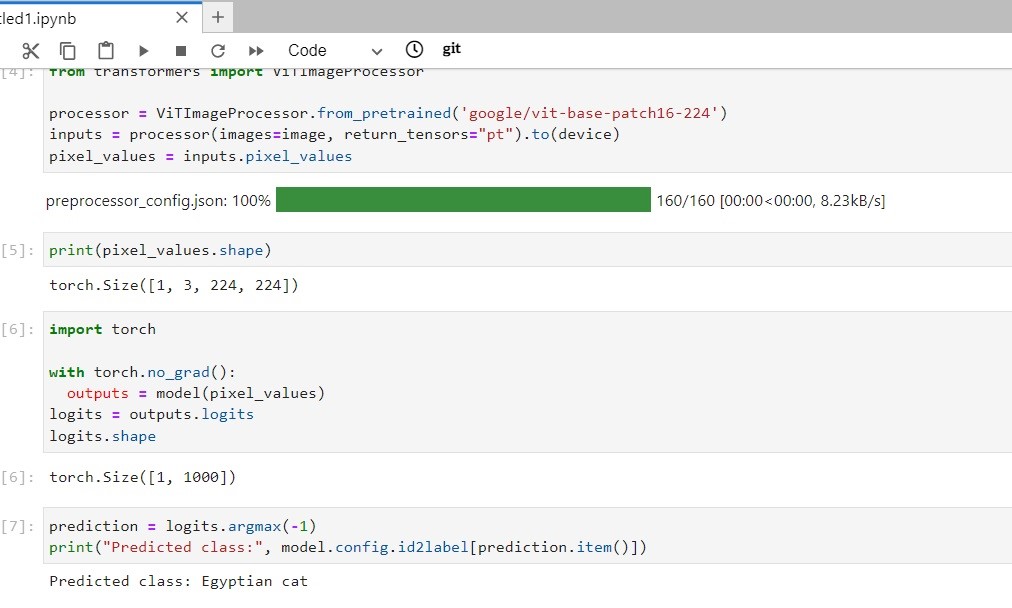 tled1.ipynb
Code
git
[4]: from transformers import ViTImageProcessor
processor = ViTImageProcessor.from_pretrained('google/vit-base-patch16-224')
inputs = processor(images=image, return_tensors="pt").to(device)
pixel_values = inputs.pixel_values
preprocessor_config.json: 100% 160/160 [00:00<00:00, 8.23kB/s]
[5]: print(pixel_values.shape)
torch.Size([1, 3, 224, 224])
[6]: import torch
with torch.no_grad():
  outputs = model(pixel_values)
logits = outputs.logits
logits.shape
[6]: torch.Size([1, 1000])
[7]: prediction = logits.argmax(-1)
print("Predicted class:", model.config.id2label[prediction.item()])
Predicted class: Egyptian cat